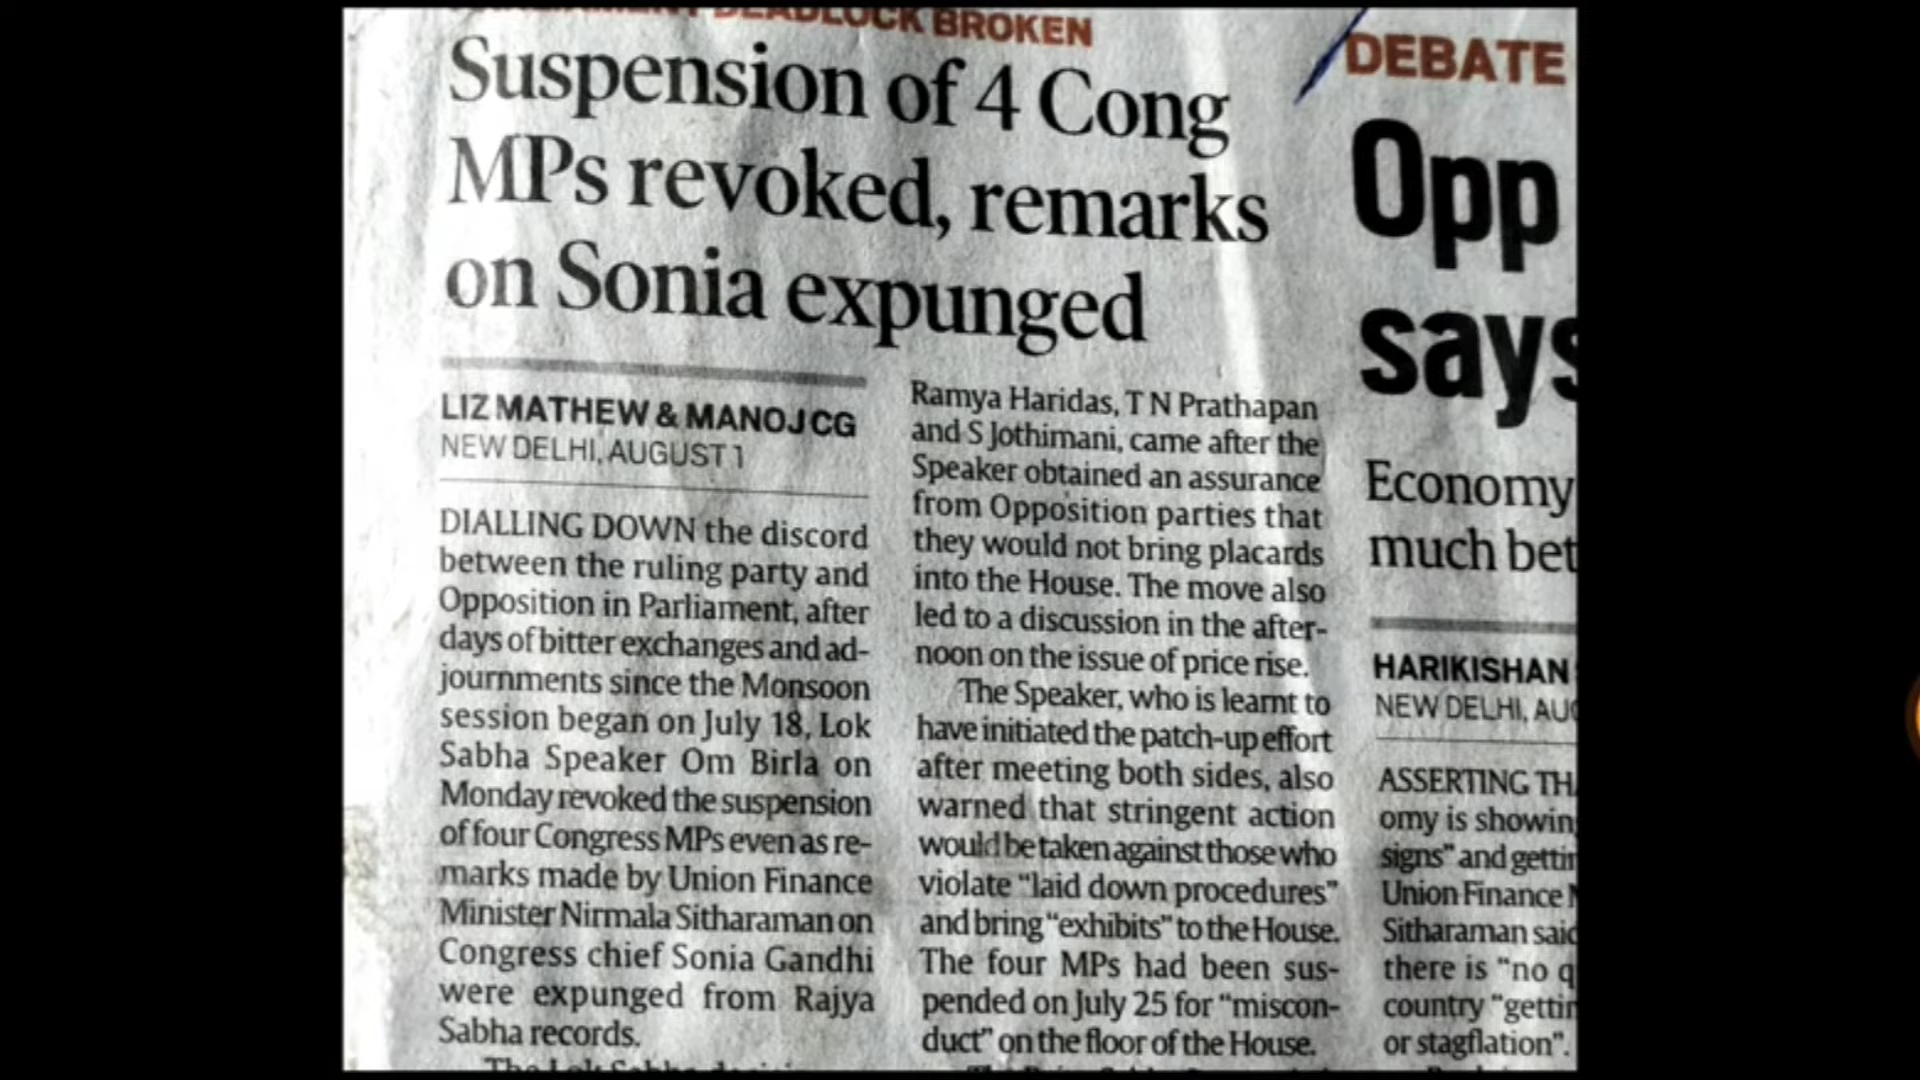 DEADLOCK BROKEN
Suspension of 4 Cong
MPs revoked, remarks
on Sonia expunged
LIZ MATHEW & MANOJ CG
NEW DELHI, AUGUST 1
DIALLING DOWN the discord
between the ruling party and
Opposition in Parliament, after
days of bitter exchanges and ad-
journments since the Monsoon
session began on July 18, Lok
Sabha Speaker Om Birla on
Monday revoked the suspension
of four Congress MPs even as re-
marks made by Union Finance
Minister Nirmala Sitharaman on
Congress chief Sonia Gandhi
were expunged from Rajya
Sabha records.
Ramya Haridas, T N Prathapan
and S Jothimani, came after the
Speaker obtained an assurance
from Opposition parties that
they would not bring placards
into the House. The move also
led to a discussion in the after-
noon on the issue of price rise.
The Speaker, who is learnt to
have initiated the patch-up effort
after meeting both sides, also
warned that stringent action
would be taken against those who
violate "laid down procedures"
and bring "exhibits" to the House.
The four MPs had been sus-
pended on July 25 for "miscon-
duct" on the floor of the House.
DEBATE
Opp
says
Economy
much bet
HARIKISHAN
NEW DELHI, AUG
ASSERTING THA
omy is showin
signs" and gettin
Union Finance
Sitharaman said
there is "no q
country "gettin
or stagflation".